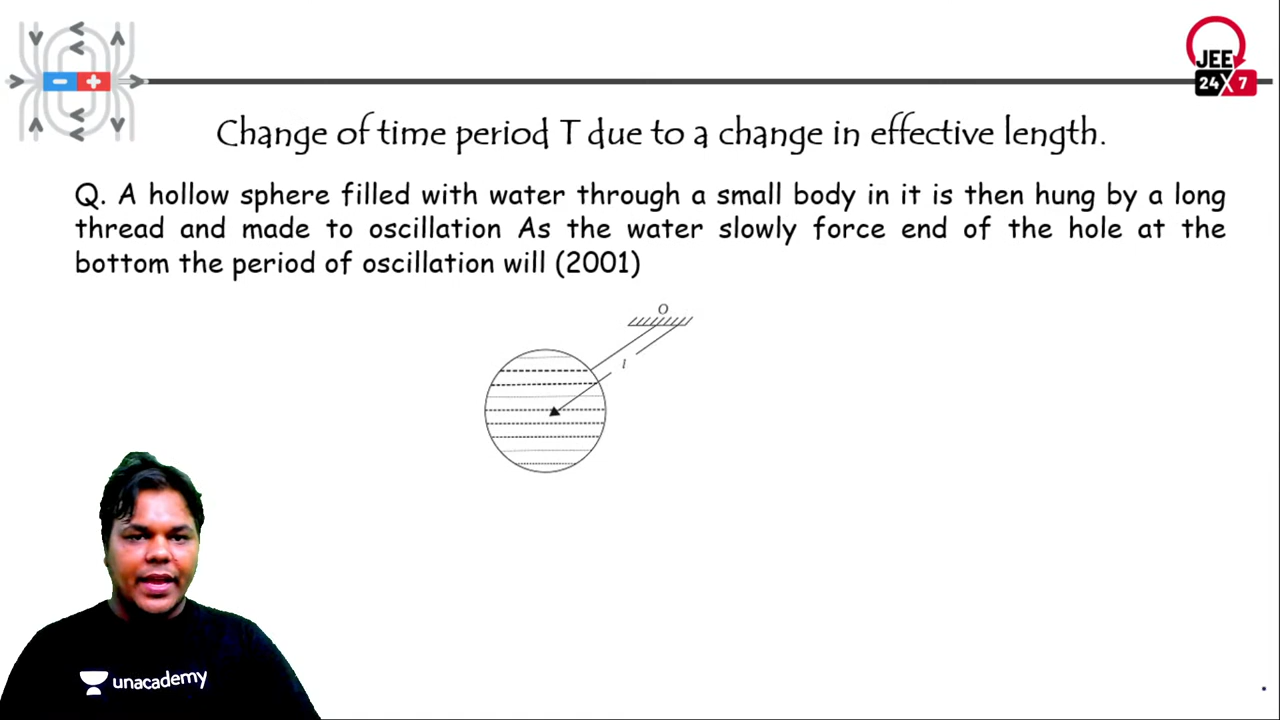 JEE
24X7
Change of time period T due to a change in effective length.
Q. A hollow sphere filled with water through a small body in it is then hung by a long
thread and made to oscillation As the water slowly force end of the hole at the
bottom the period of oscillation will (2001)
O
l
unacademy